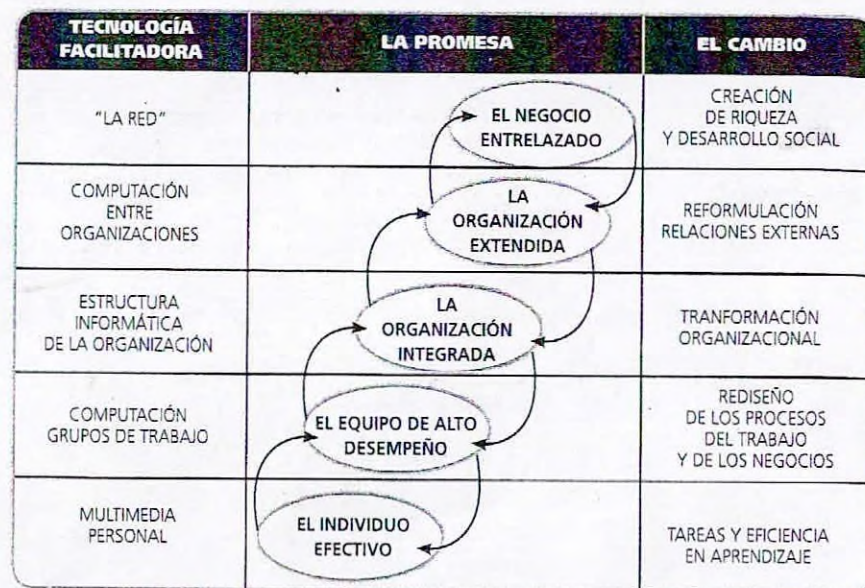 TECNOLOGÍA
FACILITADORA
LA PROMESA
EL CAMBIO
"LA RED"
EL NEGOCIO
ENTRELAZADO
CREACIÓN
DE RIQUEZA
Y DESARROLLO SOCIAL
COMPUTACIÓN
ENTRE
ORGANIZACIONES
LA
ORGANIZACIÓN
EXTENDIDA
REFORMULACIÓN
RELACIONES EXTERNAS
ESTRUCTURA
INFORMÁTICA
DE LA ORGANIZACIÓN
LA
ORGANIZACIÓN
INTEGRADA
TRANFORMACIÓN
ORGANIZACIONAL
COMPUTACIÓN
GRUPOS DE TRABAJO
EL EQUIPO DE ALTO
DESEMPEÑO
REDISEÑO
DE LOS PROCESOS
DEL TRABAJO
Y DE LOS NEGOCIOS
MULTIMEDIA
PERSONAL
EL INDIVIDUO
EFECTIVO
TAREAS Y EFICIENCIA
EN APRENDIZAJE